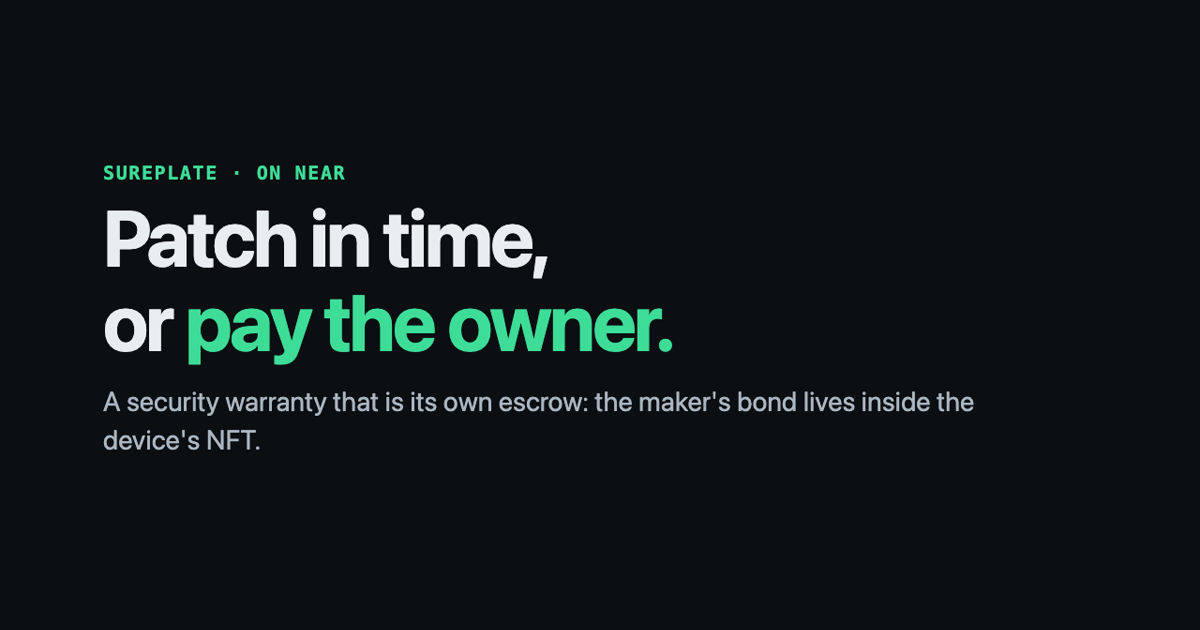 SUREPLATE · ON NEAR
Patch in time,
or pay the owner.
A security warranty that is its own escrow: the maker's bond lives inside the
device's NFT.